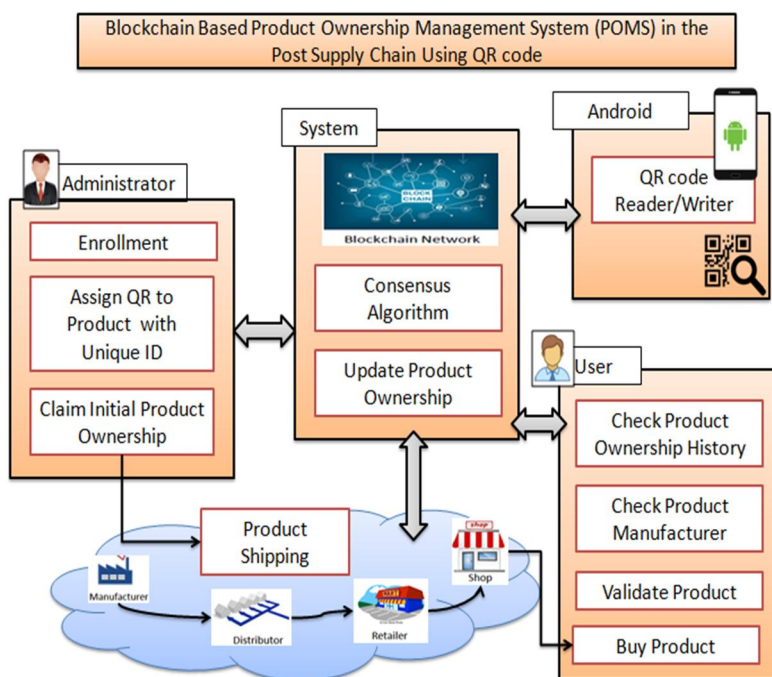 Blockchain Based Product Ownership Management System (POMS) in the
Post Supply Chain Using QR code
System
Android
Administrator
BLOCK
CHAIN
Blockchain Network
QR code
Reader/Writer
Enrollment
Assign QR to
Product with
Unique ID
Claim Initial Product
Ownership
Consensus
Algorithm
Update Product
Ownership
User
Check Product
Ownership History
Check Product
Manufacturer
Validate Product
Buy Product
Product
Shipping
shop
Shop
Manufacturer
Distributor
MART
Retailer